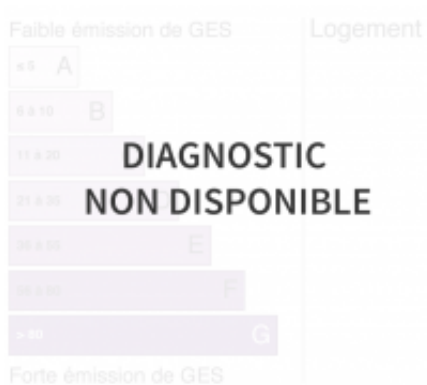 Faible émission de GES
Logement
≤ 5 A
6 à 10 B
11 à 20
DIAGNOSTIC
21 à 35 D
NON DISPONIBLE
36 à 55 E
56 à 80 F
> 80 G
Forte émission de GES